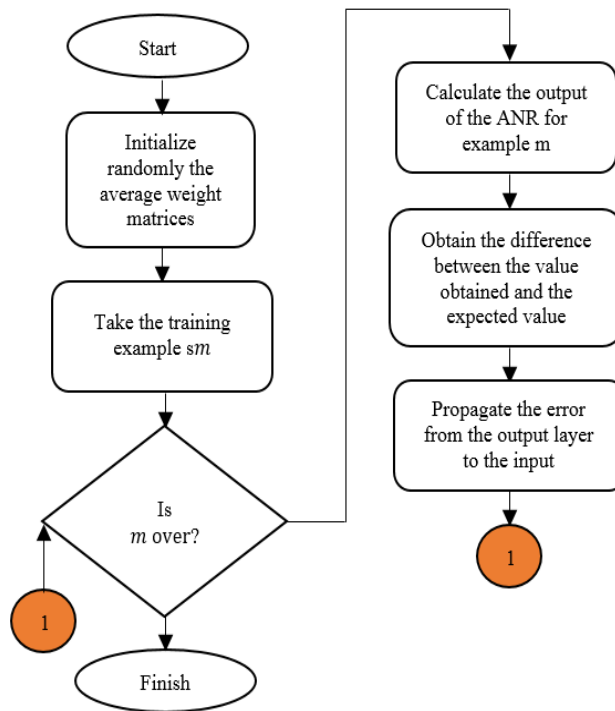 Start
Initialize
randomly the
average weight
matrices
Take the training
example sm
Is
m over?
1
Finish
Calculate the output
of the ANR for
example m
Obtain the difference
between the value
obtained and the
expected value
Propagate the error
from the output layer
to the input
1